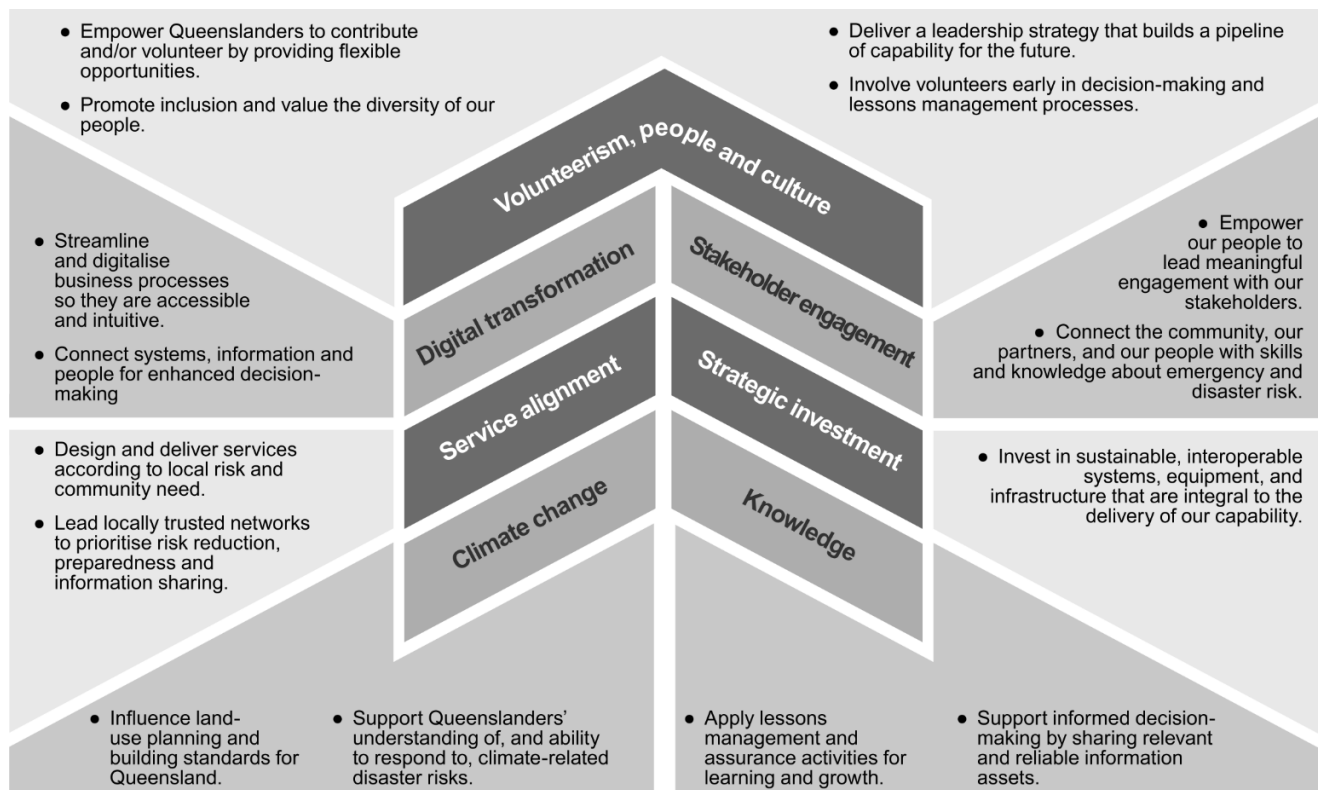 ● Empower Queenslanders to contribute
and/or volunteer by providing flexible
opportunities.
● Promote inclusion and value the diversity of our
people.
● Deliver a leadership strategy that builds a pipeline
of capability for the future.
● Involve volunteers early in decision-making and
lessons management processes.
Volunteerism, people and culture
Digital transformation
● Streamline
and digitalise
business processes
so they are accessible
and intuitive.
● Connect systems, information and
people for enhanced decision-
making
Stakeholder engagement
● Empower
our people to
lead meaningful
engagement with our
stakeholders.
● Connect the community, our
partners, and our people with skills
and knowledge about emergency and
disaster risk.
Service alignment
● Design and deliver services
according to local risk and
community need.
● Lead locally trusted networks
to prioritise risk reduction,
preparedness and
information sharing.
Strategic investment
● Invest in sustainable, interoperable
systems, equipment, and
infrastructure that are integral to the
delivery of our capability.
Climate change
● Influence land-
use planning and
building standards for
Queensland.
● Support Queenslanders’
understanding of, and ability
to respond to, climate-related
disaster risks.
Knowledge
● Apply lessons
management and
assurance activities for
learning and growth.
● Support informed decision-
making by sharing relevant
and reliable information
assets.